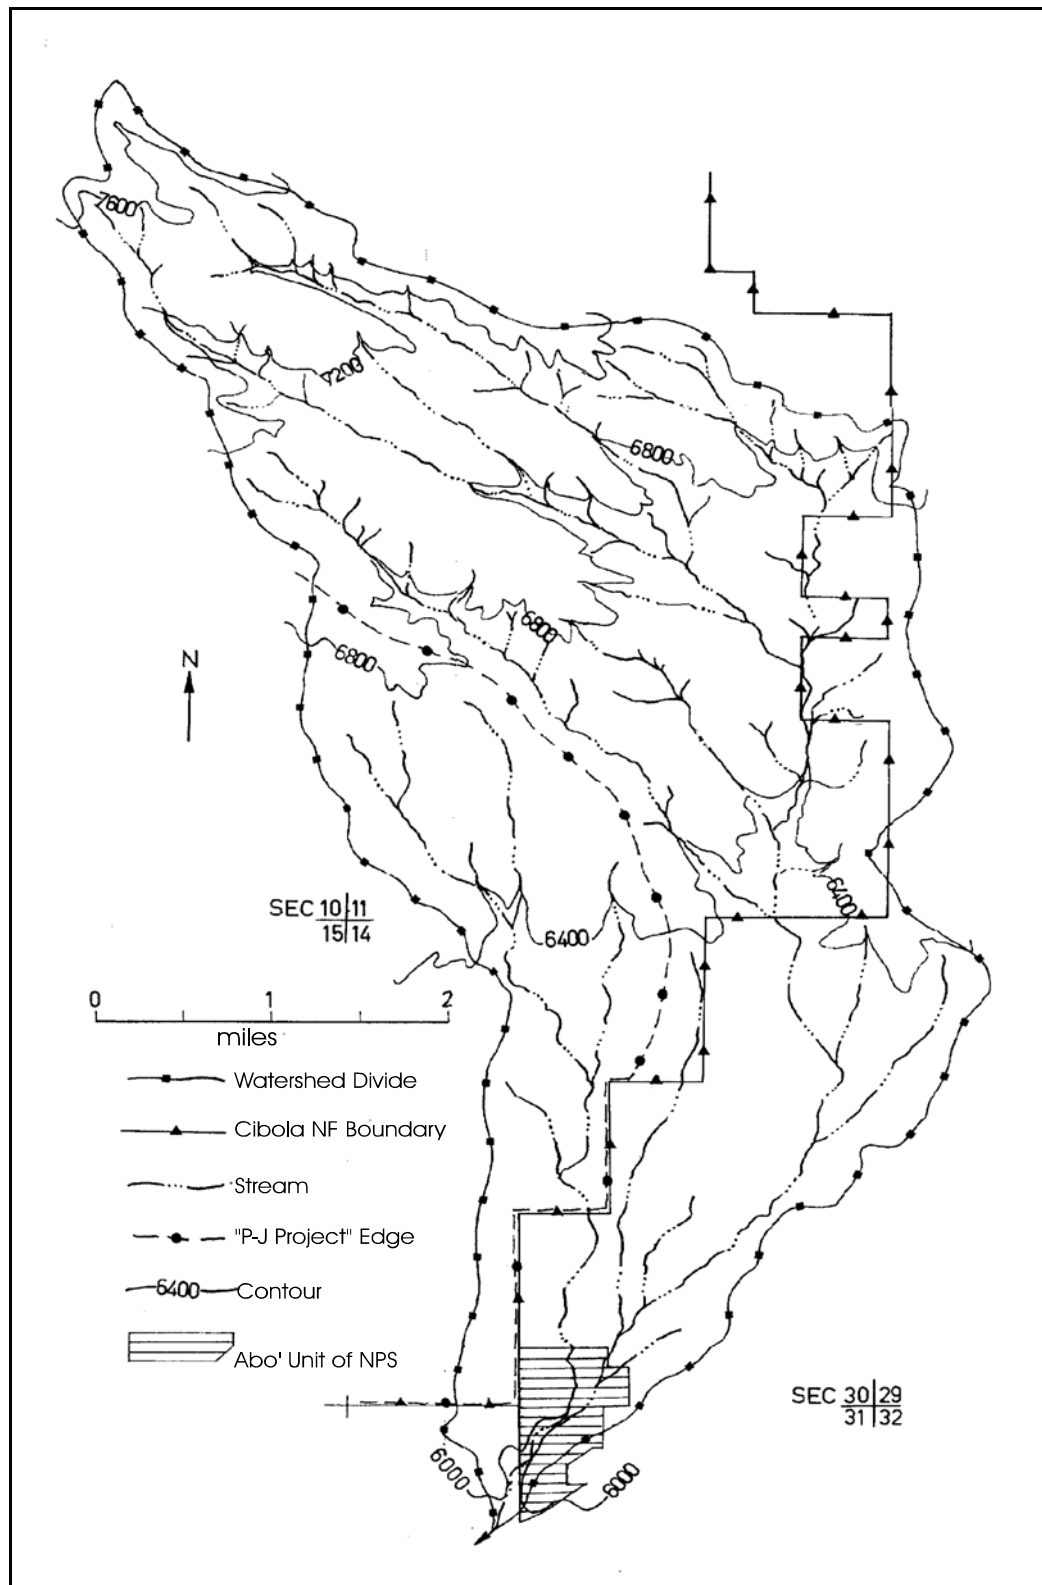 7600
7200
6800
6800
6800
N
6400
SEC 10 11
15 14
6400
0 1 2
miles
Watershed Divide
Cibola NF Boundary
Stream
"P-J Project" Edge
6400 Contour
Abo' Unit of NPS
SEC 30 29
31 32
6000
6000